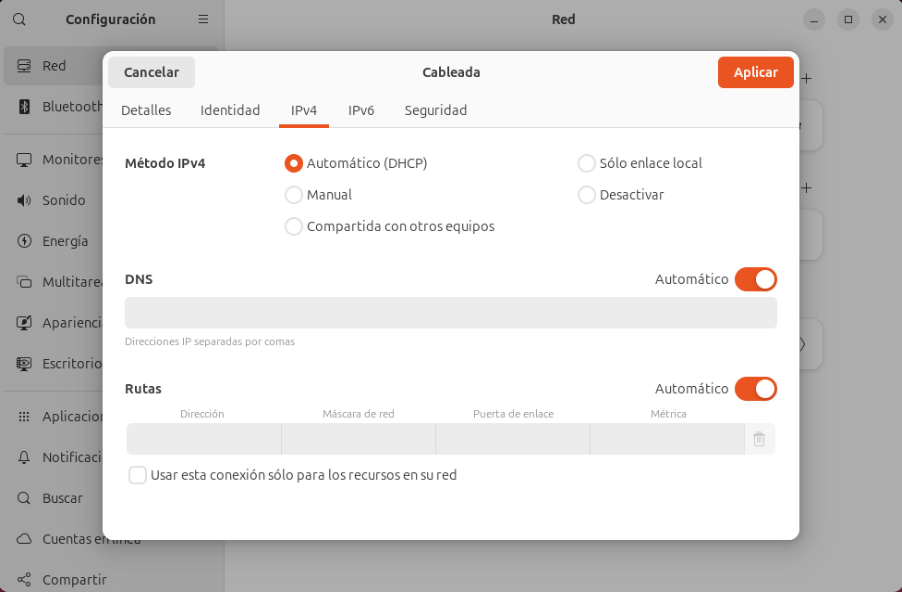 Configuración
Red
Red
Bluetooth
Monitores
Sonido
Energía
Multitarea
Aparienci
Escritorio
Aplicacion
Notificaci
Buscar
Cuentas en línea
Compartir
Cancelar
Cableada
Aplicar
Detalles
Identidad
IPv4
IPv6
Seguridad
Método IPv4
Automático (DHCP)
Sólo enlace local
Manual
Desactivar
Compartida con otros equipos
DNS
Automático
Direcciones IP separadas por comas
Rutas
Automático
Dirección
Máscara de red
Puerta de enlace
Métrica
Usar esta conexión sólo para los recursos en su red